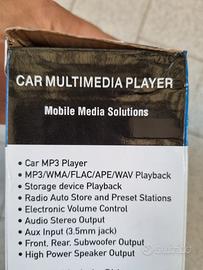 CAR MULTIMEDIA PLAYER
Mobile Media Solutions
• Car MP3 Player
• MP3/WMA/FLAC/APE/WAV Playback
• Storage device Playback
• Radio Auto Store and Preset Stations
• Electronic Volume Control
• Audio Stereo Output
• Aux Input (3.5mm jack)
• Front, Rear, Subwoofer Output
• High Power Speaker Output
subito